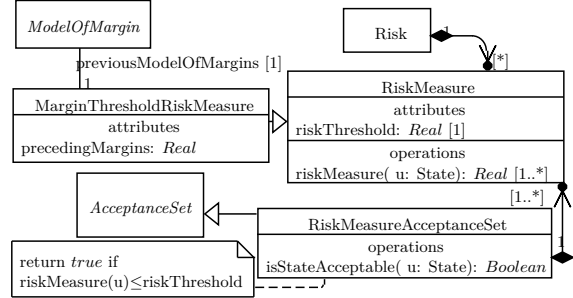 ModelOfMargin
Risk
1
previousModelOfMargins [1]
[*]
1
RiskMeasure
MarginThresholdRiskMeasure
attributes
attributes
riskThreshold: Real [1]
precedingMargins: Real
operations
riskMeasure( u: State): Real [1..*]
[1..*]
AcceptanceSet
RiskMeasureAcceptanceSet
1
operations
return true if
isStateAcceptable( u: State): Boolean
riskMeasure(u)≤riskThreshold